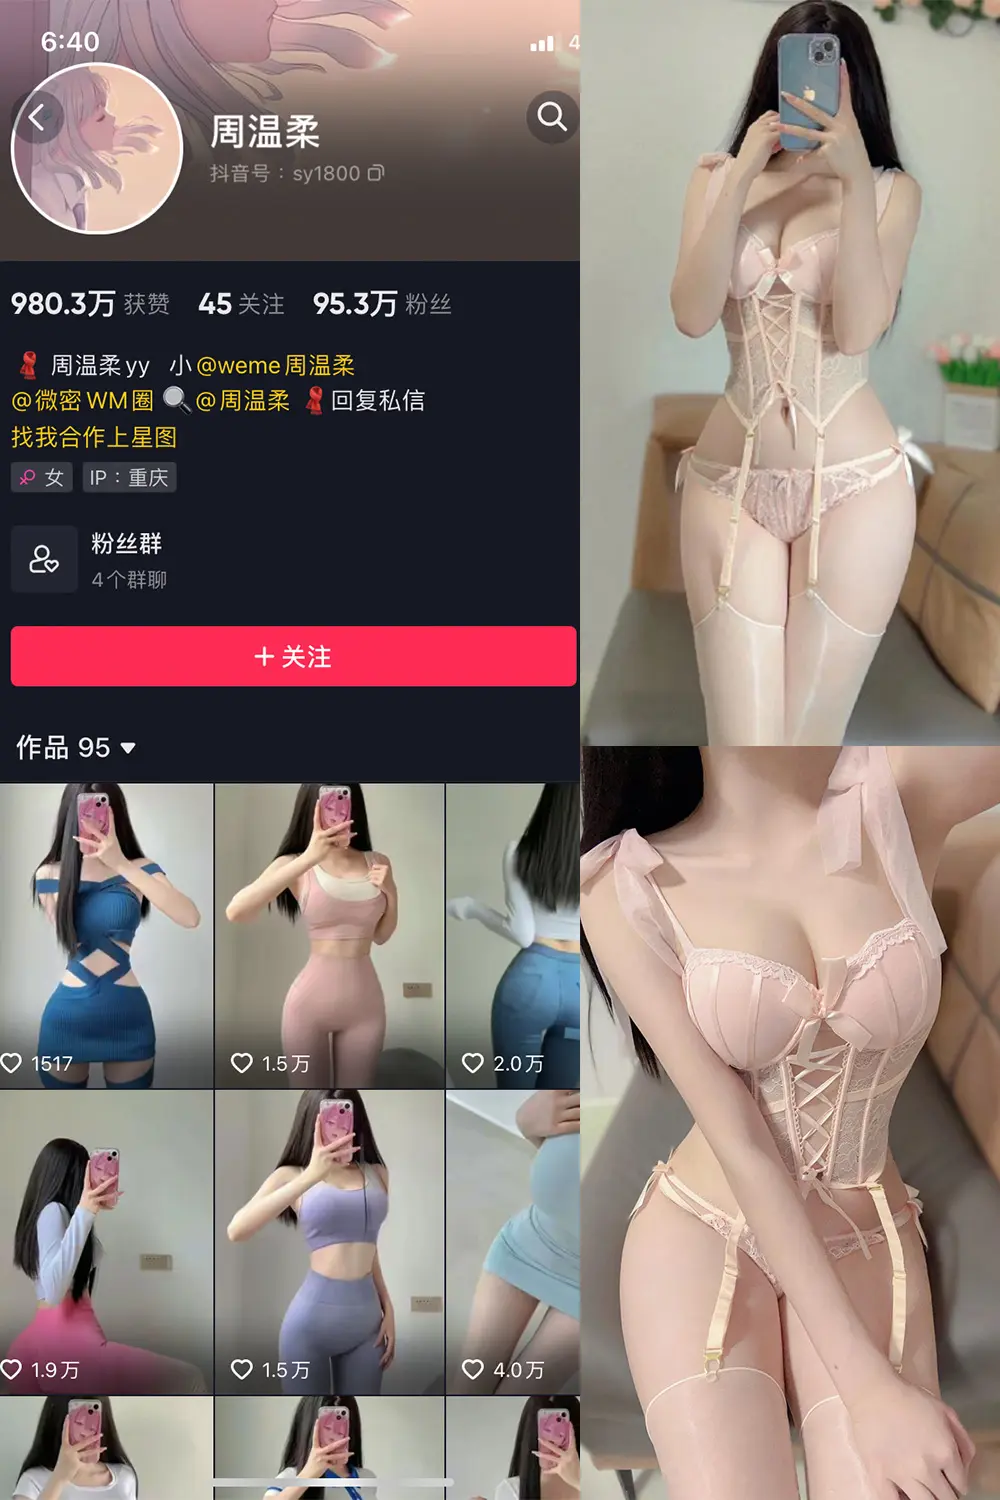 6:40
4
周温柔
抖音号：sy1800
980.3万 获赞 45 关注 95.3万 粉丝
周温柔yy 小@weme周温柔
@微密WM圈 @周温柔 回复私信
找我合作上星图
女 IP：重庆
粉丝群
4个群聊
+ 关注
作品 95
1517 1.5万 2.0万
1.9万 1.5万 4.0万